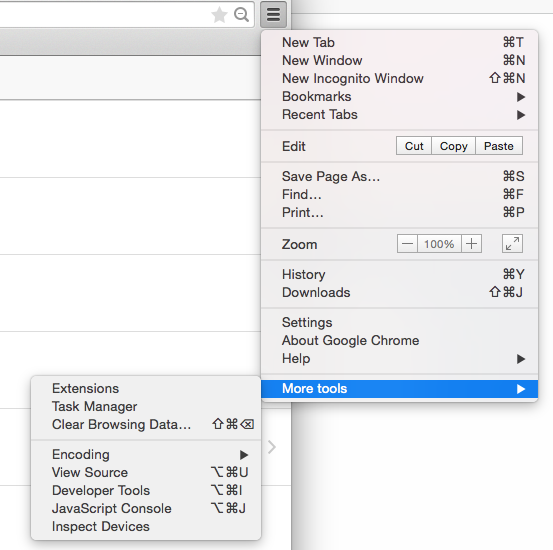 New Tab ⌘T
New Window ⌘N
New Incognito Window ⇧⌘N
Bookmarks ▶
Recent Tabs ▶
Edit Cut Copy Paste
Save Page As... ⌘S
Find... ⌘F
Print... ⌘P
Zoom — 100% +
History ⌘Y
Downloads ⇧⌘J
Settings
About Google Chrome
Help ▶
More tools ▶
Extensions
Task Manager
Clear Browsing Data... ⇧⌘⌫
Encoding ▶
View Source ⌥⌘U
Developer Tools ⌥⌘I
JavaScript Console ⌥⌘J
Inspect Devices